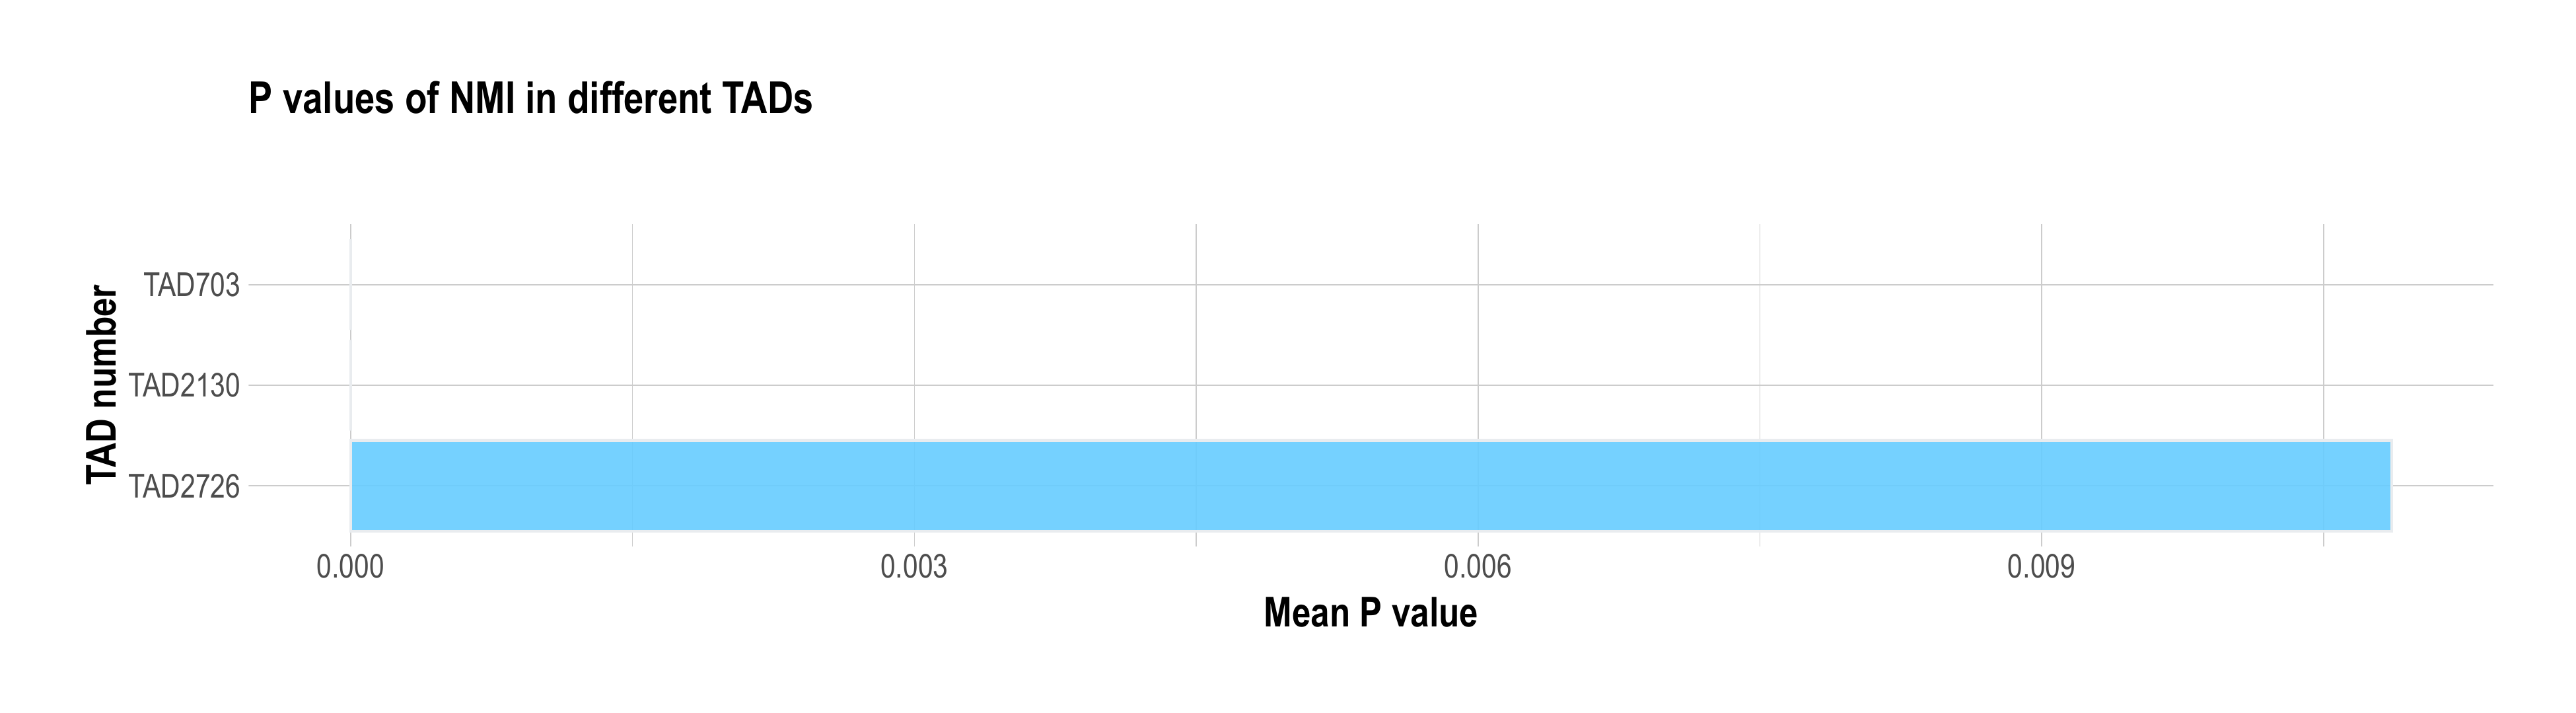 P values of NMI in different TADs
TAD number
TAD703
TAD2130
TAD2726
0.000 0.003 0.006 0.009
Mean P value